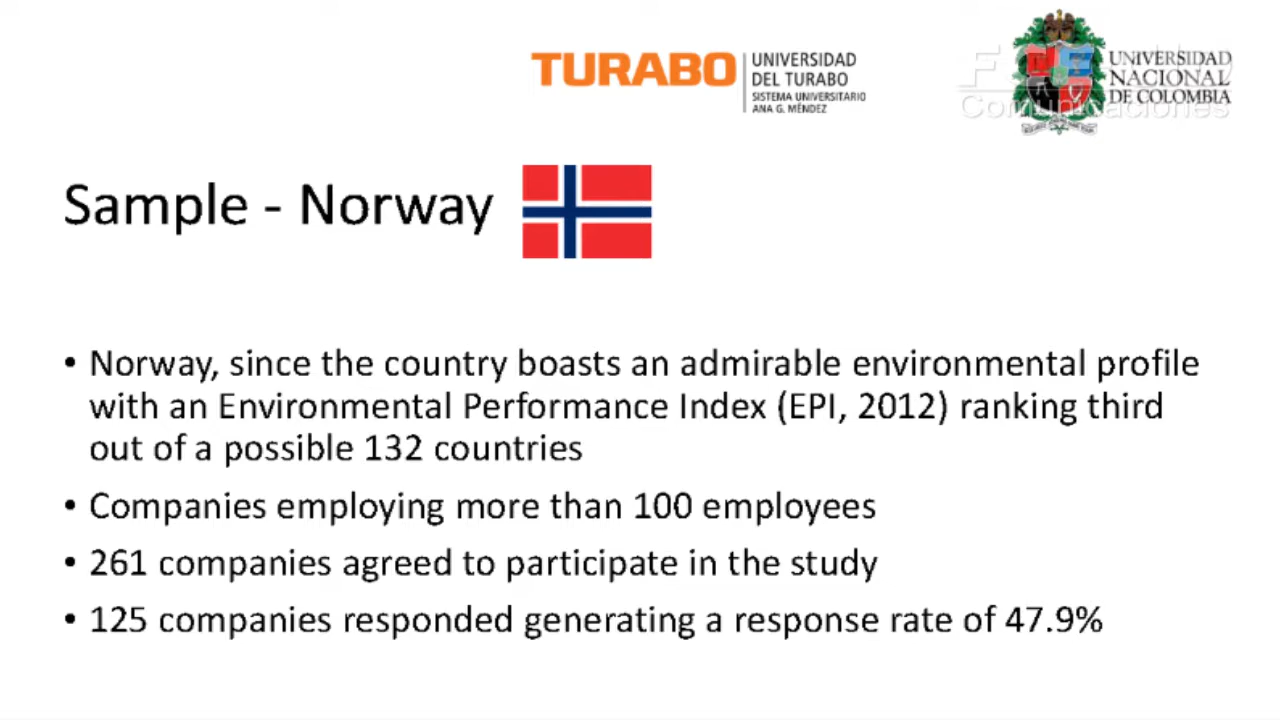 TURABO
UNIVERSIDAD
DEL TURABO
SISTEMA UNIVERSITARIO
ANA G. MÉNDEZ
UNIVERSIDAD
NACIONAL
DE COLOMBIA
Comunicaciones
Sample - Norway
• Norway, since the country boasts an admirable environmental profile
with an Environmental Performance Index (EPI, 2012) ranking third
out of a possible 132 countries
• Companies employing more than 100 employees
• 261 companies agreed to participate in the study
• 125 companies responded generating a response rate of 47.9%